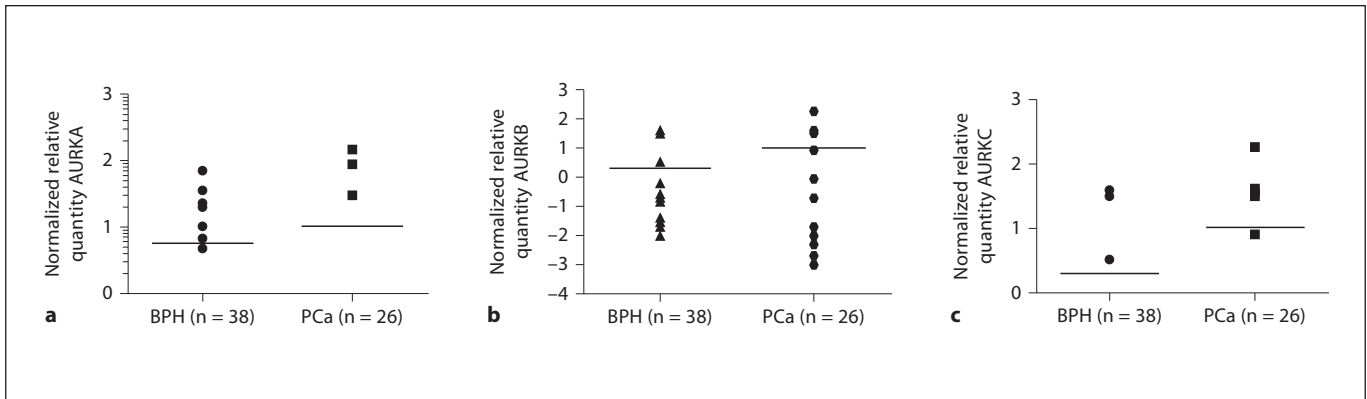 Normalized relative
quantity AURKA
3
2
1
0
BPH (n = 38)
PCa (n = 26)
a
Normalized relative
quantity AURKB
3
2
1
0
–1
–2
–3
–4
BPH (n = 38)
PCa (n = 26)
b
Normalized relative
quantity AURKC
3
2
1
0
BPH (n = 38)
PCa (n = 26)
c